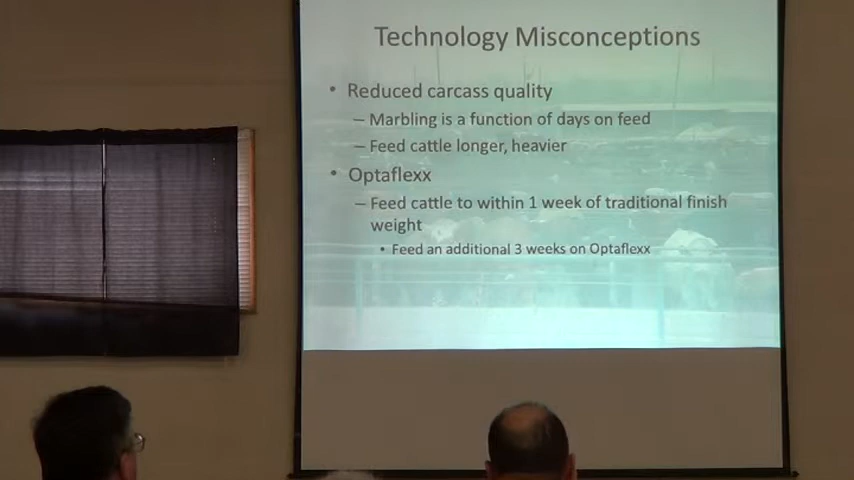 Technology Misconceptions
• Reduced carcass quality
– Marbling is a function of days on feed
– Feed cattle longer, heavier
• Optaflexx
– Feed cattle to within 1 week of traditional finish
weight
• Feed an additional 3 weeks on Optaflexx